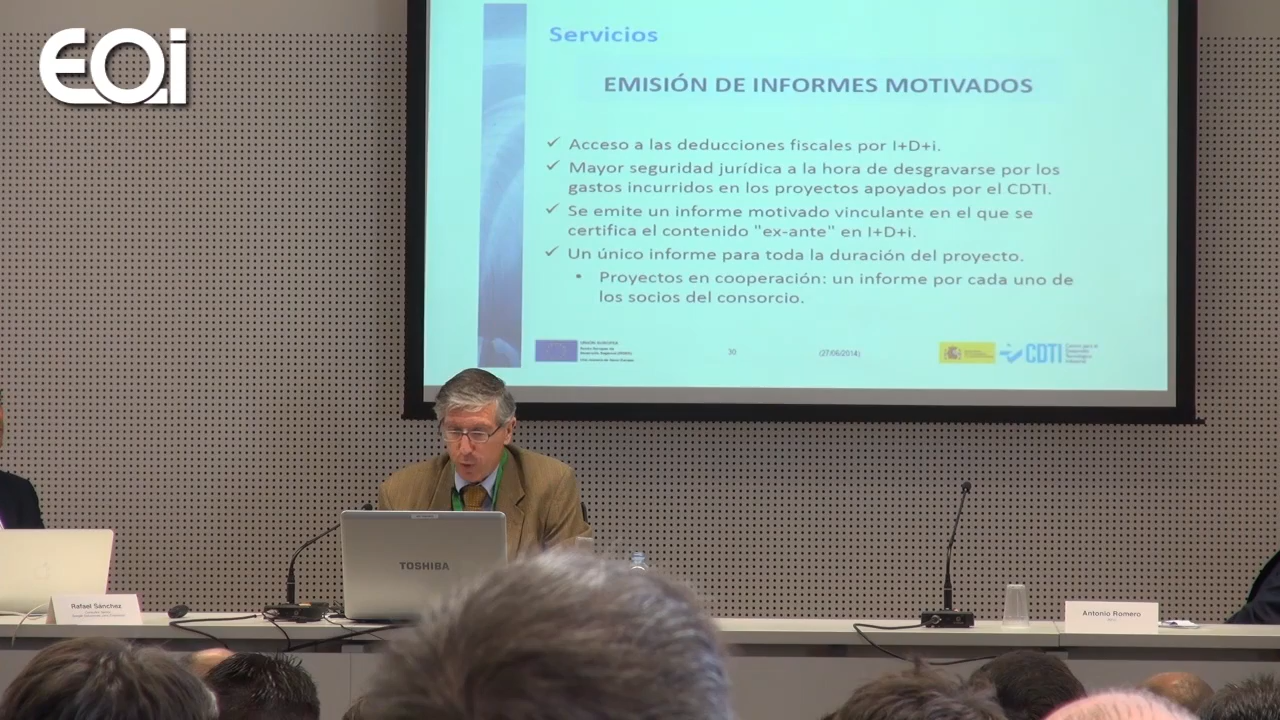 EOi
Servicios
EMISIÓN DE INFORMES MOTIVADOS
✓ Acceso a las deducciones fiscales por I+D+i.
✓ Mayor seguridad jurídica a la hora de desgravarse por los
gastos incurridos en los proyectos apoyados por el CDTI.
✓ Se emite un informe motivado vinculante en el que se
certifica el contenido "ex-ante" en I+D+i.
✓ Un único informe para toda la duración del proyecto.
• Proyectos en cooperación: un informe por cada uno de
los socios del consorcio.
30
(27/06/2014)
CDTI
TOSHIBA
Rafael Sánchez
Antonio Romero